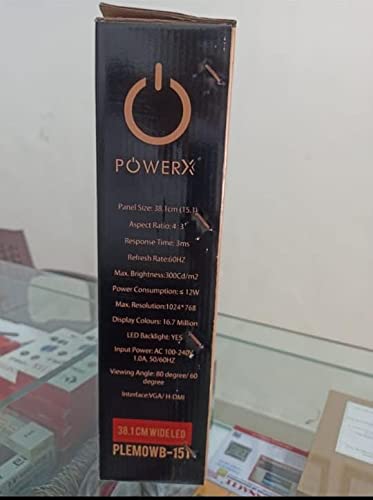 POWERX
Panel Size: 38.1cm (15.1)
Aspect Ratio: 4:3
Response Time: 3ms
Refresh Rate:60HZ
Max. Brightness:300Cd/m2
Power Consumption: ≤ 12W
Max. Resolution:1024*768
Display Colours: 16.7 Million
LED Backlight: YES
Input Power: AC 100-240V,
1.0A, 50/60HZ
Viewing Angle: 80 degree/ 60
degree
Interface:VGA/ H-DMI
38.1CM WIDE LED
PLEMOWB-151